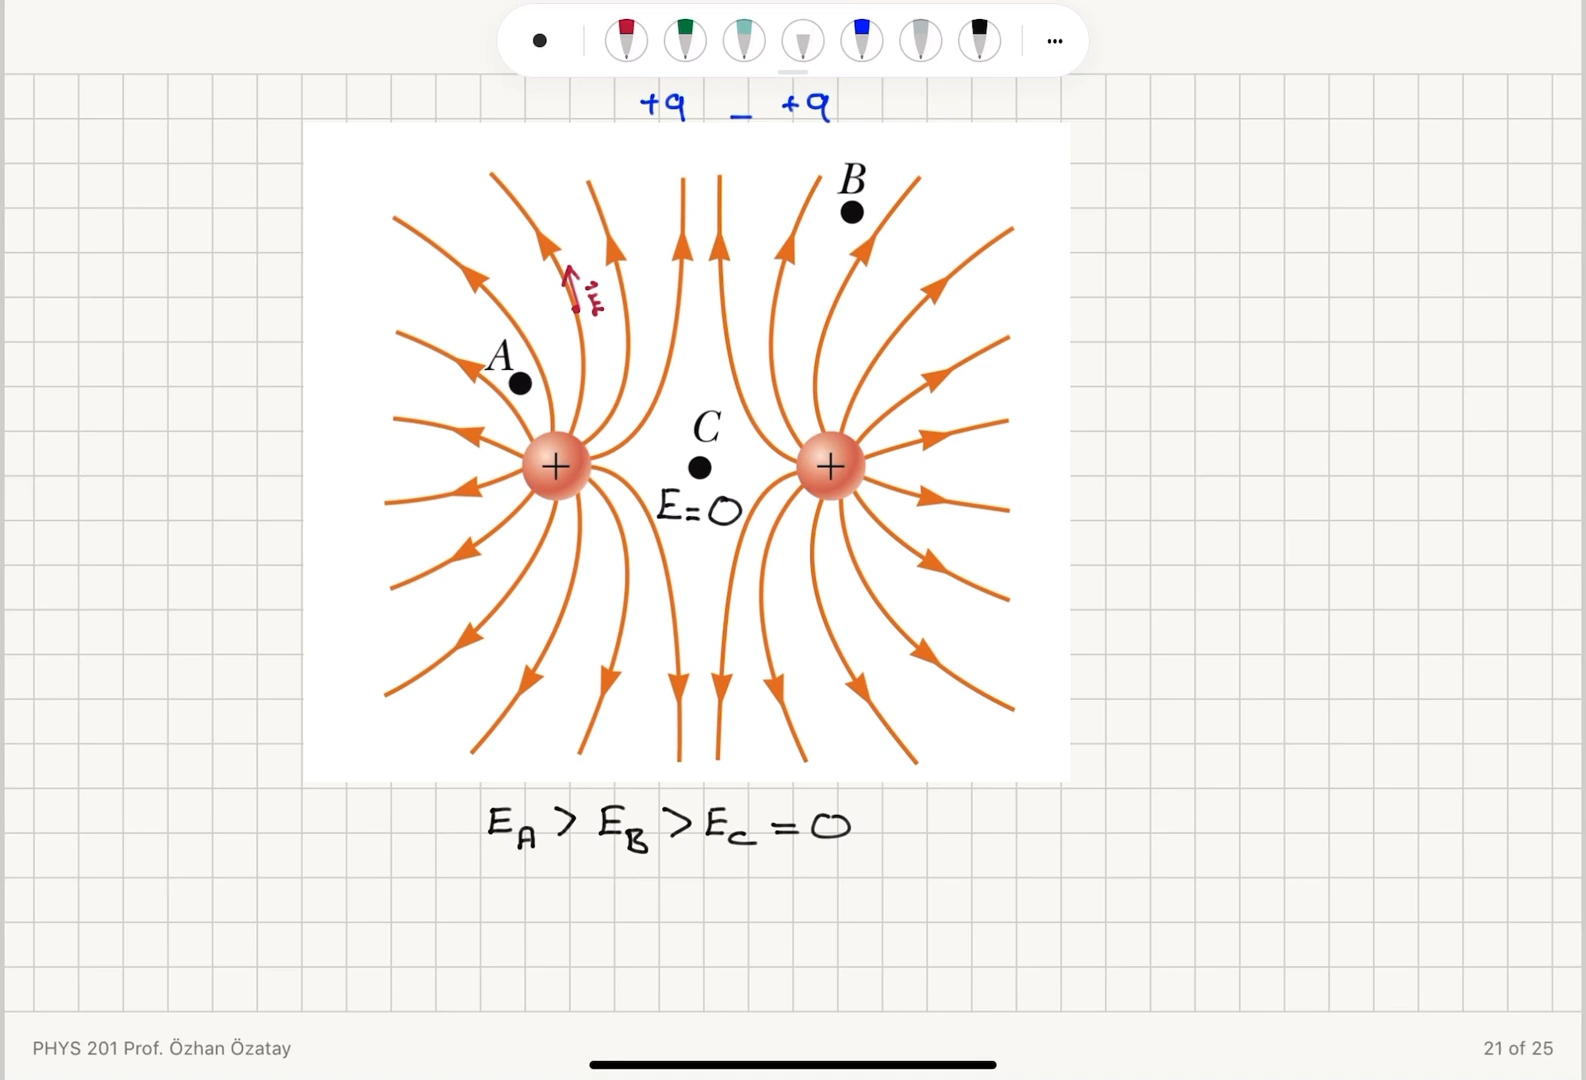 +q - +q
B
A
C
+
+
E=0
E_A > E_B > E_C = 0
PHYS 201 Prof. Özhan Özatay
21 of 25